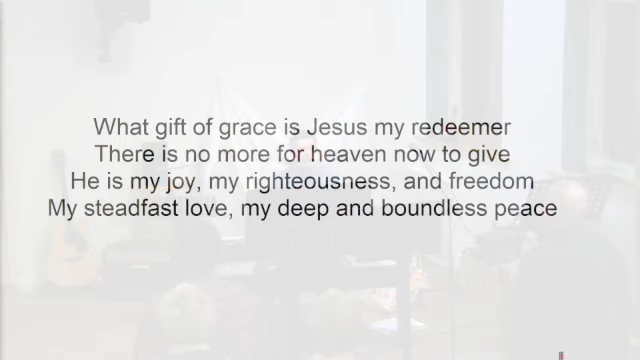 What gift of grace is Jesus my redeemer
There is no more for heaven now to give
He is my joy, my righteousness, and freedom
My steadfast love, my deep and boundless peace